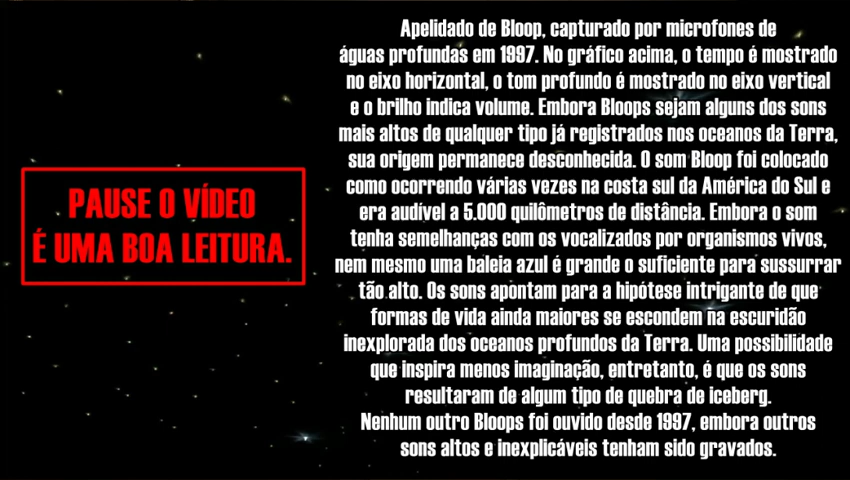 PAUSE O VÍDEO
É UMA BOA LEITURA.
Apelidado de Bloop, capturado por microfones de
águas profundas em 1997. No gráfico acima, o tempo é mostrado
no eixo horizontal, o tom profundo é mostrado no eixo vertical
e o brilho indica volume. Embora Bloops sejam alguns dos sons
mais altos de qualquer tipo já registrados nos oceanos da Terra,
sua origem permanece desconhecida. O som Bloop foi colocado
como ocorrendo várias vezes na costa sul da América do Sul e
era audível a 5.000 quilômetros de distância. Embora o som
tenha semelhanças com os vocalizados por organismos vivos,
nem mesmo uma baleia azul é grande o suficiente para sussurrar
tão alto. Os sons apontam para a hipótese intrigante de que
formas de vida ainda maiores se escondem na escuridão
inexplorada dos oceanos profundos da Terra. Uma possibilidade
que inspira menos imaginação, entretanto, é que os sons
resultaram de algum tipo de quebra de iceberg.
Nenhum outro Bloops foi ouvido desde 1997, embora outros
sons altos e inexplicáveis tenham sido gravados.